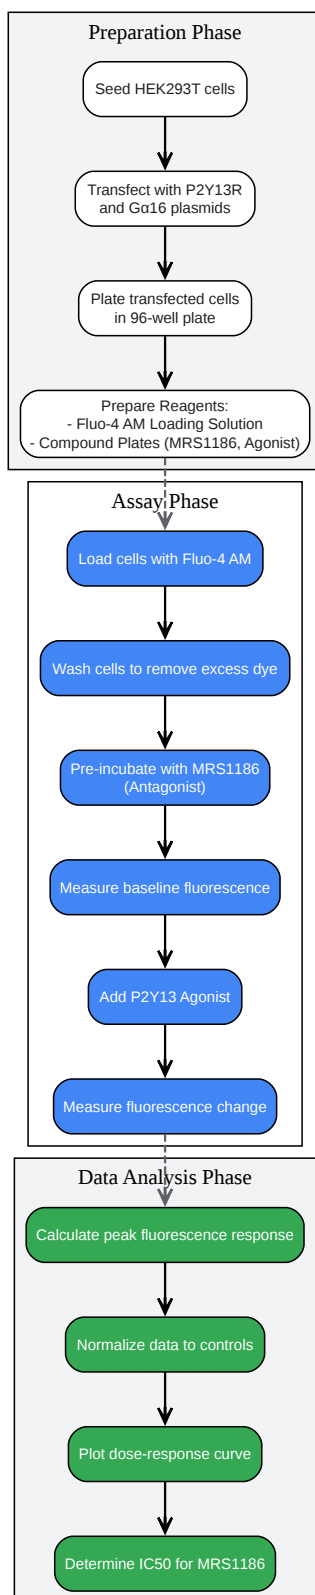 Preparation Phase
Seed HEK293T cells
Transfect with P2Y13R
and Gα16 plasmids
Plate transfected cells
in 96-well plate
Prepare Reagents:
- Fluo-4 AM Loading Solution
- Compound Plates (MRS1186, Agonist)
Assay Phase
Load cells with Fluo-4 AM
Wash cells to remove excess dye
Pre-incubate with MRS1186
(Antagonist)
Measure baseline fluorescence
Add P2Y13 Agonist
Measure fluorescence change
Data Analysis Phase
Calculate peak fluorescence response
Normalize data to controls
Plot dose-response curve
Determine IC50 for MRS1186